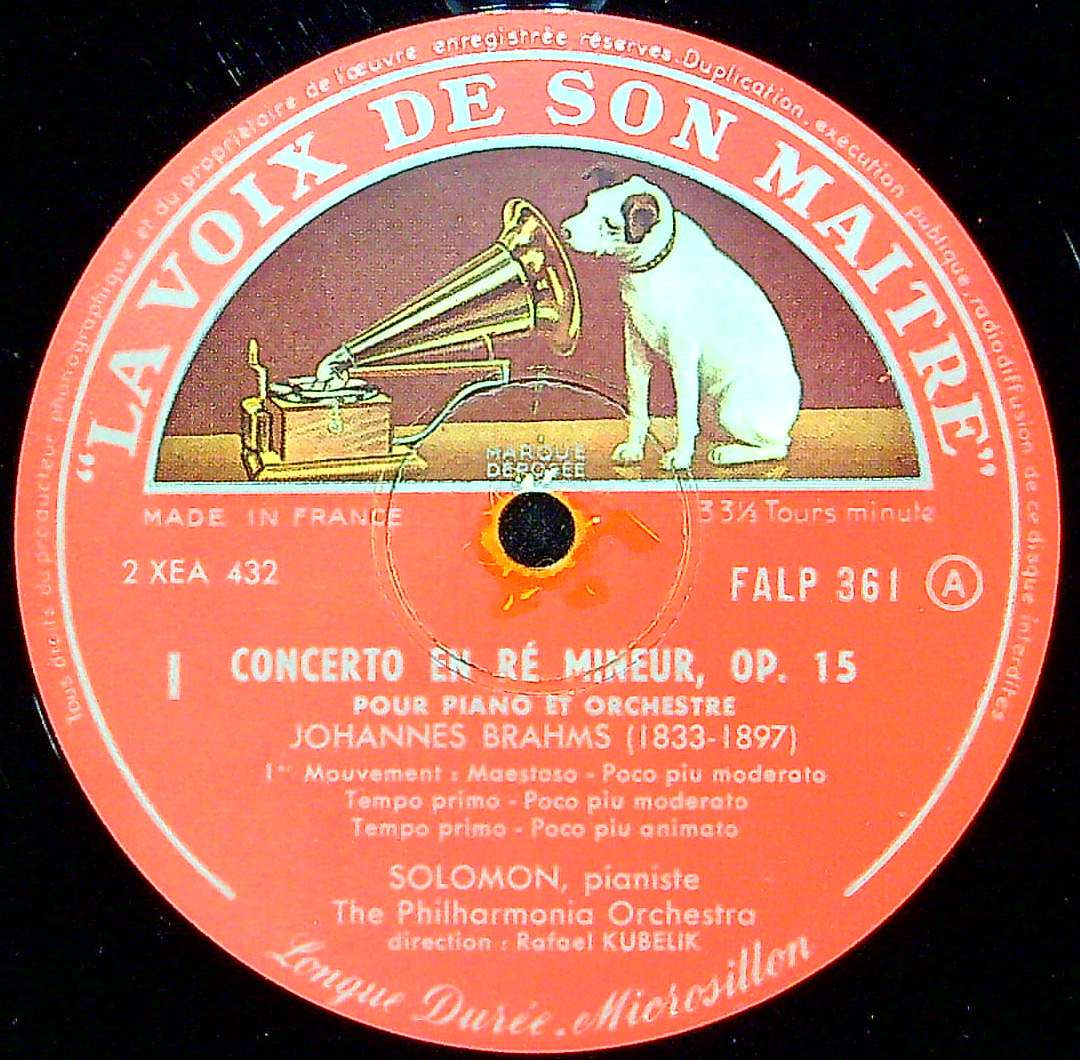 Tous droits du producteur phonographique et du propriétaire de l'œuvre enregistrée réservés. Duplication, exécution publique, radiodiffusion de ce disque interdites
"LA VOIX DE SON MAITRE"
MARQUE
DÉPOSÉE
MADE IN FRANCE 33⅓ Tours minute
2 XEA 432 FALP 361 A
I CONCERTO EN RÉ MINEUR, OP. 15
POUR PIANO ET ORCHESTRE
JOHANNES BRAHMS (1833-1897)
1er Mouvement : Maestoso - Poco piu moderato
Tempo primo - Poco piu moderato
Tempo primo - Poco piu animato
SOLOMON, pianiste
The Philharmonia Orchestra
direction : Rafael KUBELIK
Longue Durée. Microsillon